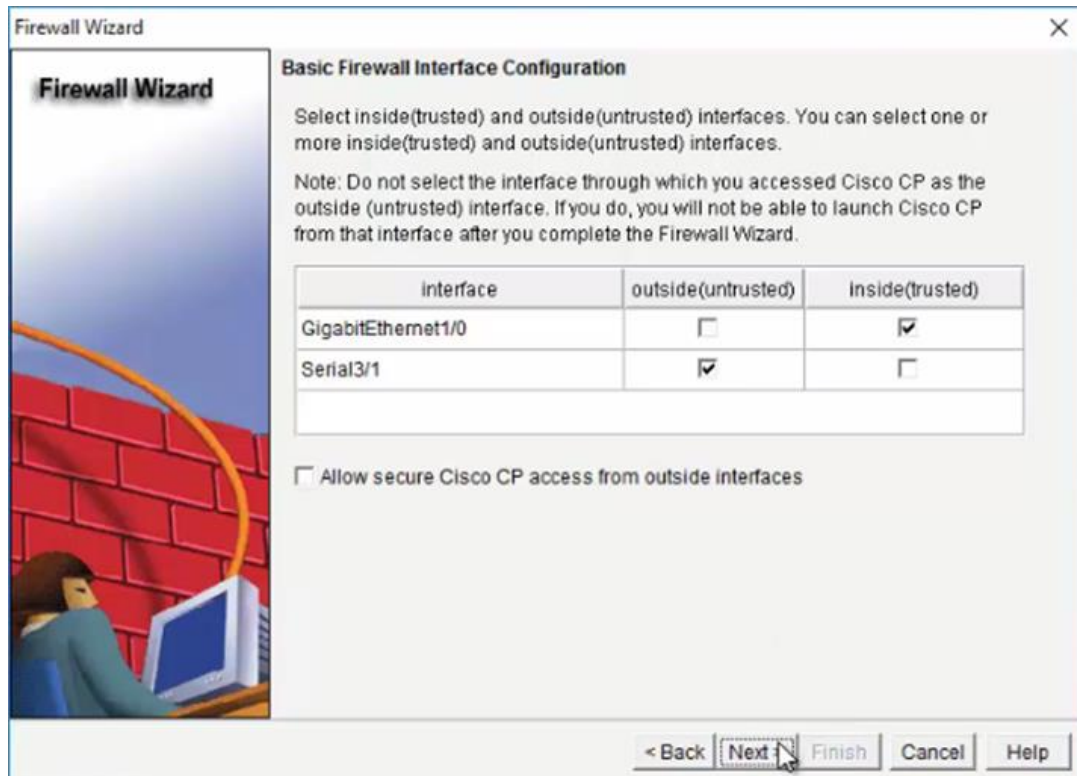 Firewall Wizard
Firewall Wizard
Basic Firewall Interface Configuration
Select inside(trusted) and outside(untrusted) interfaces. You can select one or
more inside(trusted) and outside(untrusted) interfaces.
Note: Do not select the interface through which you accessed Cisco CP as the
outside (untrusted) interface. If you do, you will not be able to launch Cisco CP
from that interface after you complete the Firewall Wizard.
interface outside(untrusted) inside(trusted)
GigabitEthernet1/0
Serial3/1
Allow secure Cisco CP access from outside interfaces
< Back Next > Finish Cancel Help